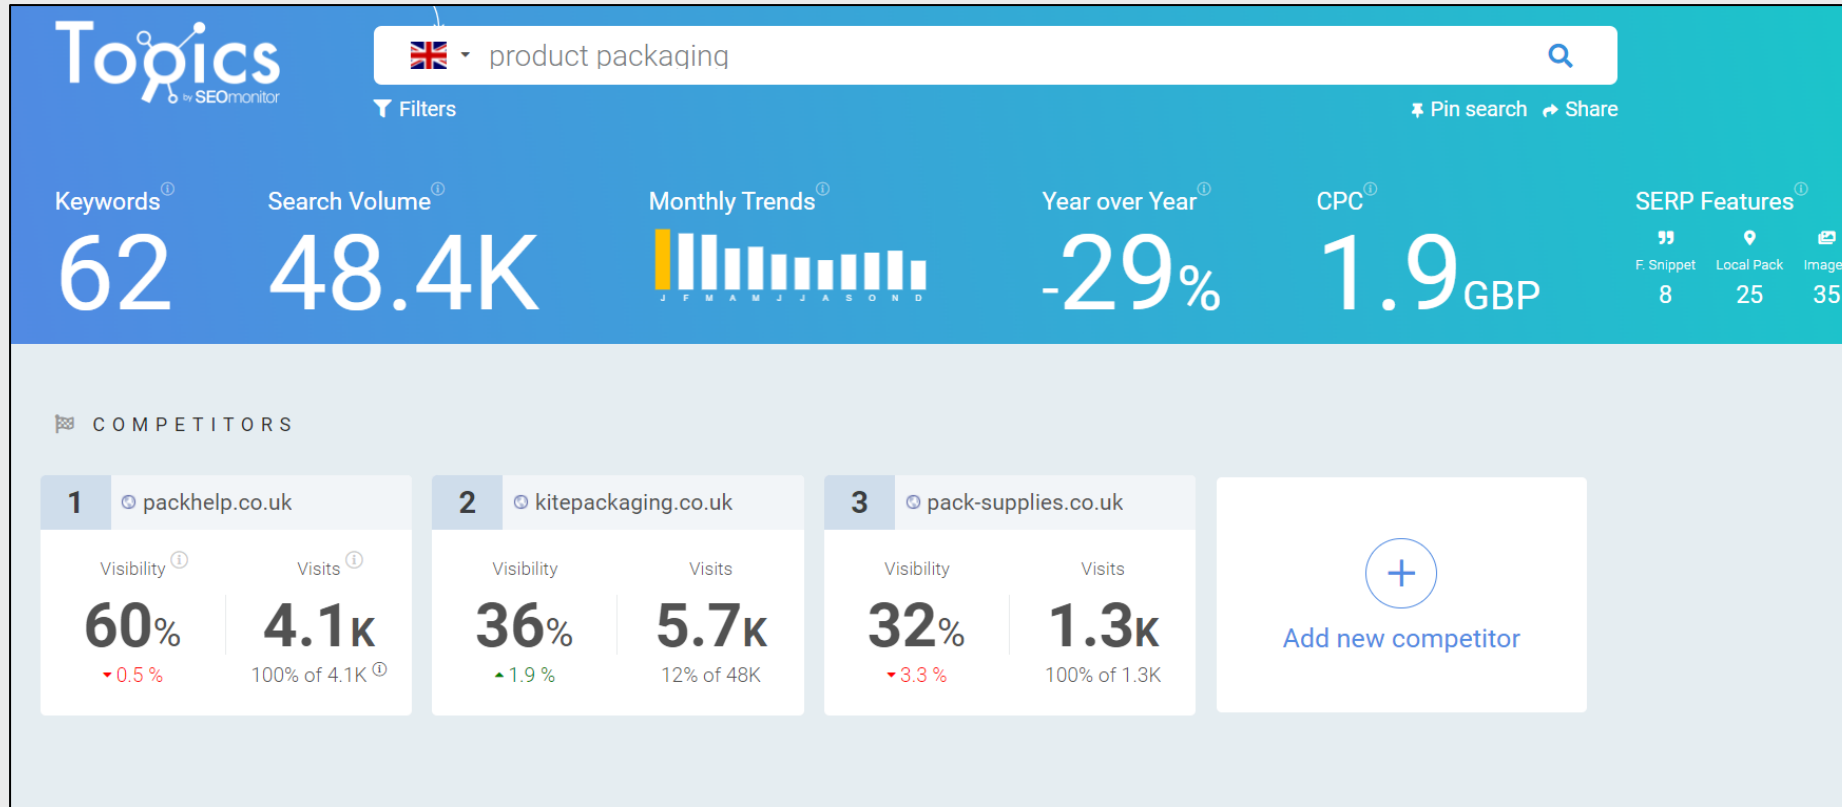 Topics
by SEOmonitor
product packaging
Filters
Pin search
Share
Keywords
62
Search Volume
48.4K
Monthly Trends
J F M A M J J A S O N D
Year over Year
-29%
CPC
1.9 GBP
SERP Features
F. Snippet Local Pack Image
8 25 35
COMPETITORS
1 packhelp.co.uk
Visibility Visits
60% 4.1K
0.5 % 100% of 4.1K
2 kitepackaging.co.uk
Visibility Visits
36% 5.7K
1.9 % 12% of 48K
3 pack-supplies.co.uk
Visibility Visits
32% 1.3K
3.3 % 100% of 1.3K
Add new competitor